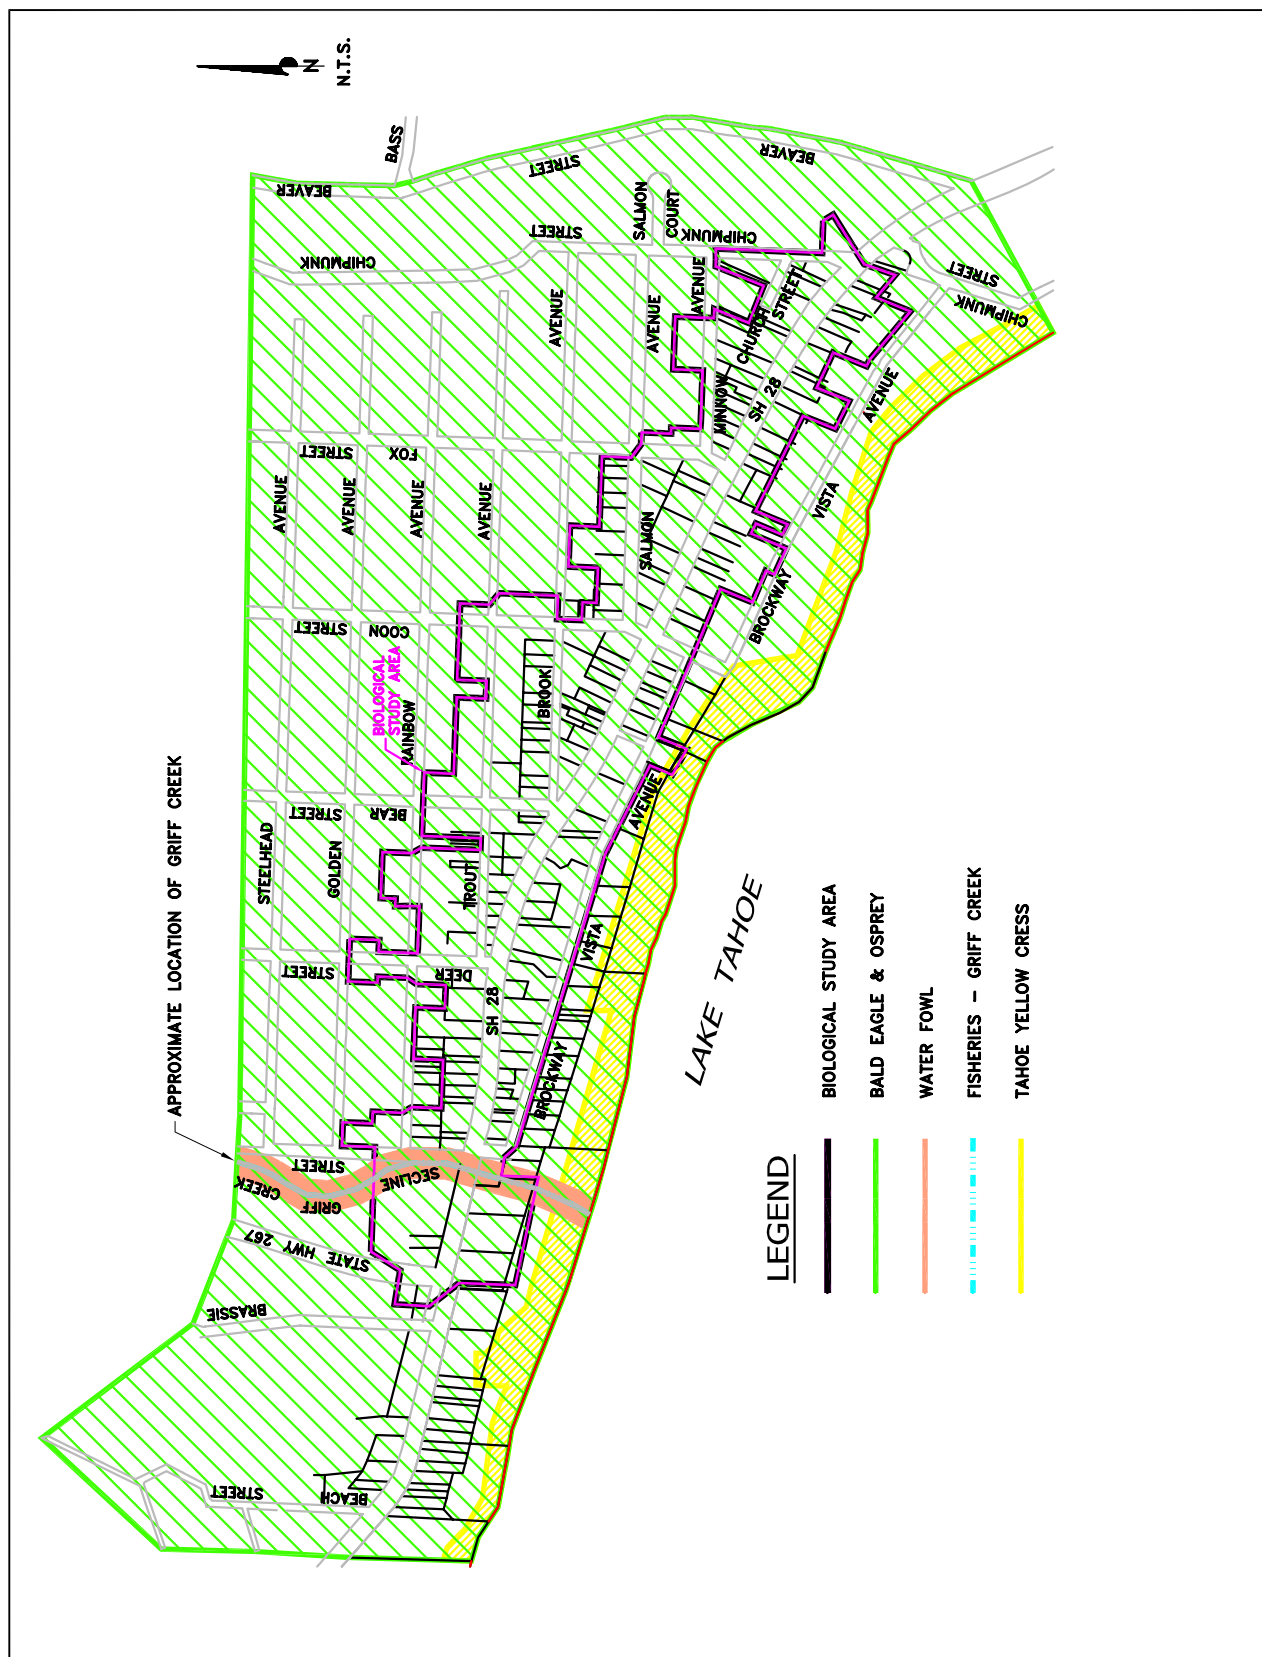 N
N.T.S.
BASS
BEAVER
STREET
BEAVER
CHIPMUNK
STREET
SALMON
COURT
CHIPMUNK
STREET
CHIPMUNK
AVENUE
AVENUE
AVENUE
CHURCH
STREET
MINNOW
SH 28
AVENUE
VISTA
BROCKWAY
STREET
FOX
AVENUE
AVENUE
AVENUE
AVENUE
SALMON
STREET
COON
BIOLOGICAL
STUDY AREA
RAINBOW
BROOK
STREET
BEAR
AVENUE
STEELHEAD
GOLDEN
TROUT
VISTA
STREET
DEER
SH 28
BROCKWAY
APPROXIMATE LOCATION OF GRIFF CREEK
STREET
SECLINE
GRIFF
CREEK
STATE HWY 267
BRASSIE
STREET
BEACH
LAKE TAHOE
LEGEND
BIOLOGICAL STUDY AREA
BALD EAGLE & OSPREY
WATER FOWL
FISHERIES - GRIFF CREEK
TAHOE YELLOW CRESS